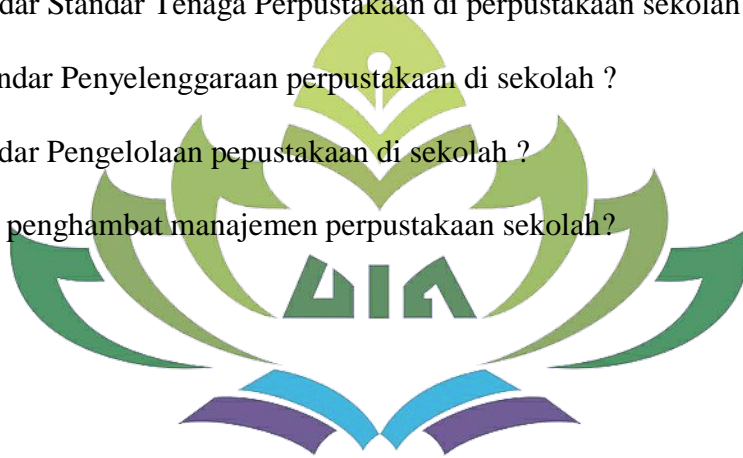 dar Standar Tenaga Perpustakaan di perpustakaan sekolah
ndar Penyelenggaraan perpustakaan di sekolah ?
dar Pengelolaan pepustakaan di sekolah ?
penghambat manajemen perpustakaan sekolah?
UIN